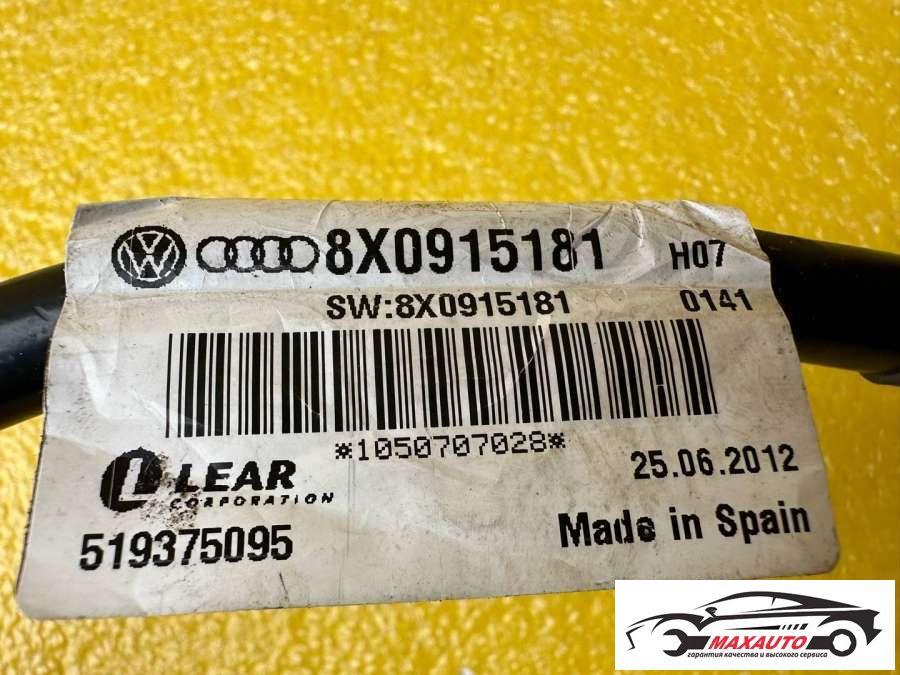 8X0915181 H07
SW:8X0915181 0141
*1050707028*
LEAR
CORPORATION
25.06.2012
519375095
Made in Spain
MAXAUTO
гарантия качества и высокого сервиса